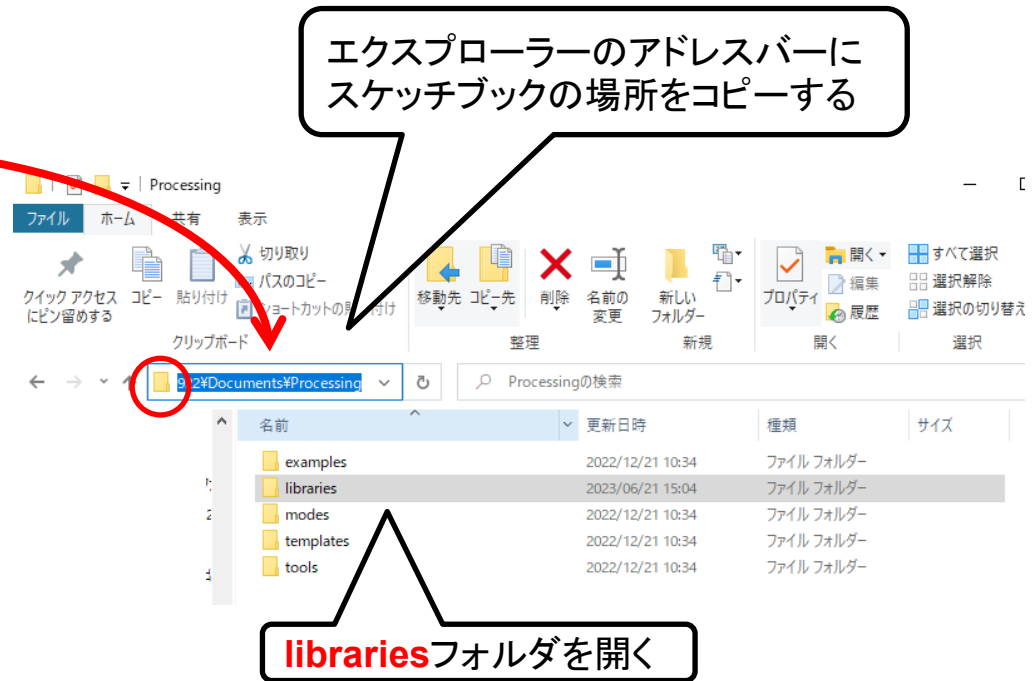 エクスプローラーのアドレスバーに
スケッチブックの場所をコピーする
Processing
ファイル ホーム 共有 表示
クイック アクセス
にピン留めする
コピー
貼り付け
切り取り
パスのコピー
ショートカットの貼り付け
クリップボード
移動先
コピー先
削除
名前の
変更
整理
新しい
フォルダー
新規
プロパティ
開く
編集
履歴
開く
すべて選択
選択解除
選択の切り替え
選択
922¥Documents¥Processing
Processingの検索
名前 更新日時 種類 サイズ
examples 2022/12/21 10:34 ファイル フォルダー
libraries 2023/06/21 15:04 ファイル フォルダー
modes 2022/12/21 10:34 ファイル フォルダー
templates 2022/12/21 10:34 ファイル フォルダー
tools 2022/12/21 10:34 ファイル フォルダー
librariesフォルダを開く